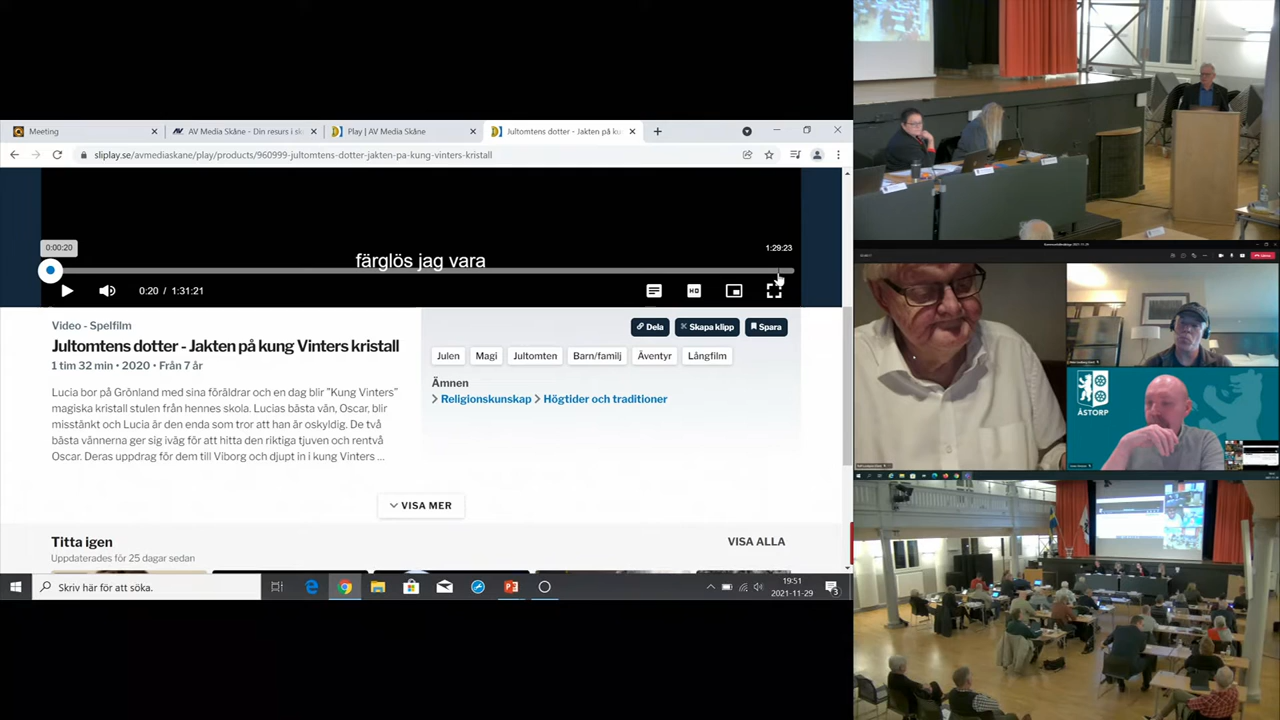 Meeting
AV Media Skåne - Din resurs i sk
Play | AV Media Skåne
Jultomtens dotter - Jakten på ku
sliplay.se/avmediaskane/play/products/960999-jultomtens-dotter-jakten-pa-kung-vinters-kristall
0:00:20
1:29:23
färglös jag vara
0:20 / 1:31:21
HD
Video - Spelfilm
Jultomtens dotter - Jakten på kung Vinters kristall
1 tim 32 min • 2020 • Från 7 år
Lucia bor på Grönland med sina föräldrar och en dag blir ”Kung Vinters”
magiska kristall stulen från hennes skola. Lucias bästa vän, Oscar, blir
misstänkt och Lucia är den enda som tror att han är oskyldig. De två
bästa vännerna ger sig iväg för att hitta den riktiga tjuven och rentvå
Oscar. Deras uppdrag för dem till Viborg och djupt in i kung Vinters ...
Dela
Skapa klipp
Spara
Julen
Magi
Jultomten
Barn/familj
Äventyr
Långfilm
Ämnen
Religionskunskap
Högtider och traditioner
VISA MER
Titta igen
VISA ALLA
Uppdaterades för 25 dagar sedan
Skriv här för att söka.
19:51
2021-11-29
3
ÅSTORP